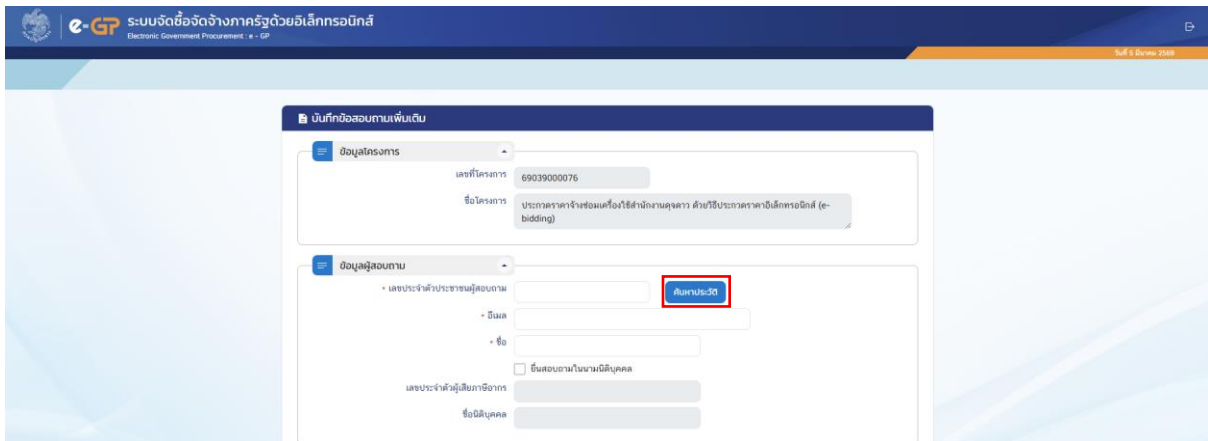 e-GP ระบบจัดซื้อจัดจ้างภาครัฐด้วยอิเล็กทรอนิกส์
Electronic Government Procurement : e - GP
วันที่ 5 มีนาคม 2569
บันทึกข้อสอบถามเพิ่มเติม
ข้อมูลโครงการ
เลขที่โครงการ 69039000076
ชื่อโครงการ ประกวดราคาจ้างซ่อมเครื่องใช้สำนักงานดุจดาว ด้วยวิธีประกวดราคาอิเล็กทรอนิกส์ (e-
bidding)
ข้อมูลผู้สอบถาม
* เลขประจำตัวประชาชนผู้สอบถาม ค้นหาประวัติ
* อีเมล
* ชื่อ
ยื่นสอบถามในนามนิติบุคคล
เลขประจำตัวผู้เสียภาษีอากร
ชื่อนิติบุคคล